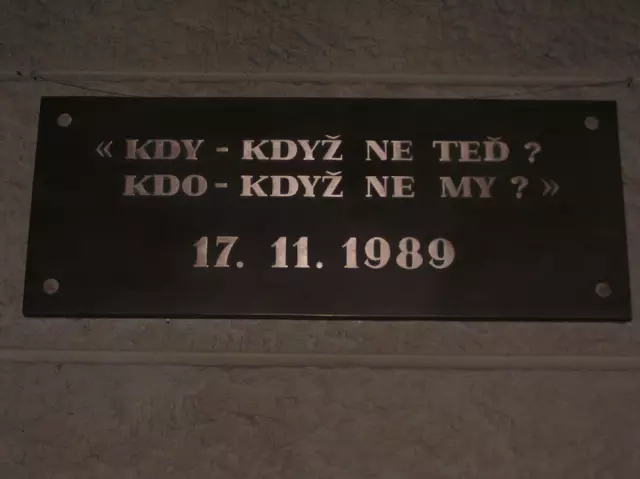 « KDY - KDYŽ NE TEĎ ?
KDO - KDYŽ NE MY ? »
17. 11. 1989